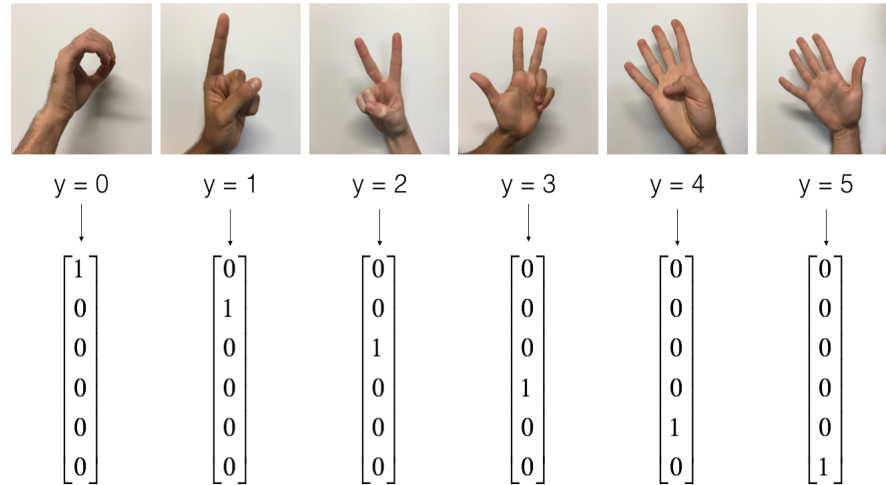 y = 0 y = 1 y = 2 y = 3 y = 4 y = 5
1 0 0 0 0 0
0 1 0 0 0 0
0 0 1 0 0 0
0 0 0 1 0 0
0 0 0 0 1 0
0 0 0 0 0 1